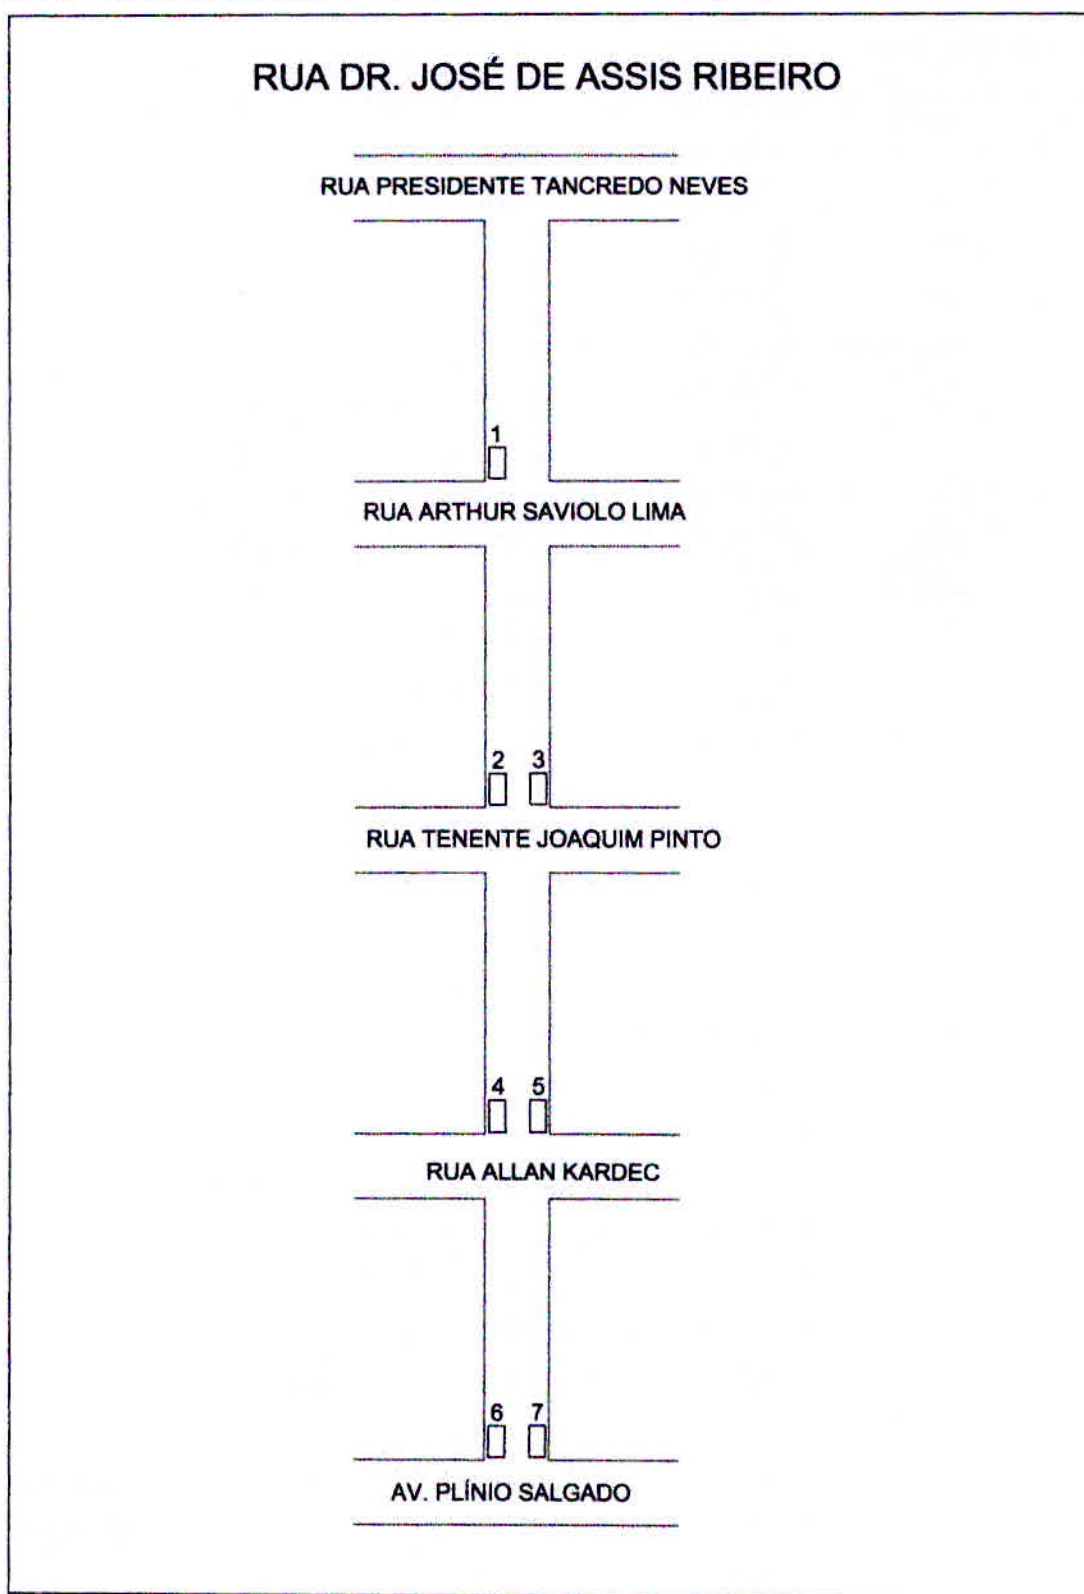 RUA DR. JOSÉ DE ASSIS RIBEIRO
RUA PRESIDENTE TANCREDO NEVES
1
RUA ARTHUR SAVIOLO LIMA
2 3
RUA TENENTE JOAQUIM PINTO
4 5
RUA ALLAN KARDEC
6 7
AV. PLÍNIO SALGADO